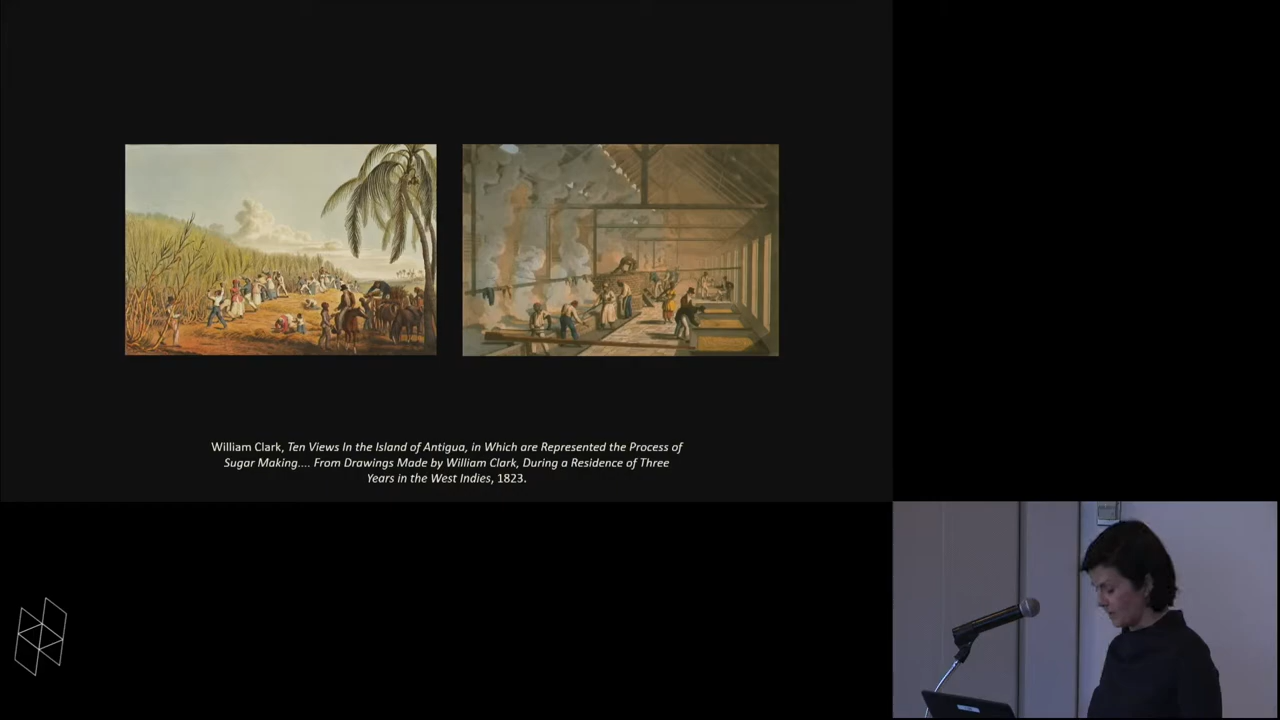 William Clark, Ten Views In the Island of Antigua, in Which are Represented the Process of
Sugar Making.... From Drawings Made by William Clark, During a Residence of Three
Years in the West Indies, 1823.